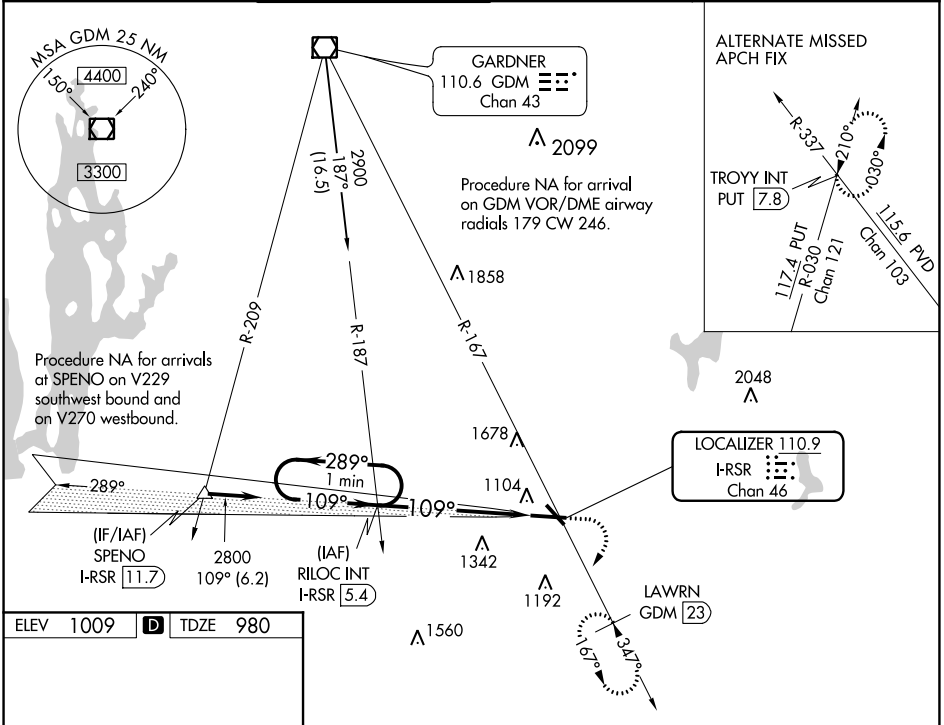 MSA GDM 25 NM
150°
4400
240°
3300
GARDNER
110.6 GDM
Chan 43
2099
Procedure NA for arrival
on GDM VOR/DME airway
radials 179 CW 246.
ALTERNATE MISSED
APCH FIX
R-337
210°
030°
TROYY INT
PUT 7.8
117.4 PUT
R-030
Chan 121
115.6 PVD
Chan 103
2900
187°
(16.5)
1858
R-209
R-187
R-167
Procedure NA for arrivals
at SPENO on V229
southwest bound and
on V270 westbound.
2048
1678
LOCALIZER 110.9
I-RSR
Chan 46
289°
289°
1 min
109°
109°
1104
(IF/IAF)
SPENO
I-RSR 11.7
2800
109° (6.2)
(IAF)
RILOC INT
I-RSR 5.4
1342
1192
LAWRN
GDM 23
167°
347°
1560
ELEV 1009 D TDZE 980